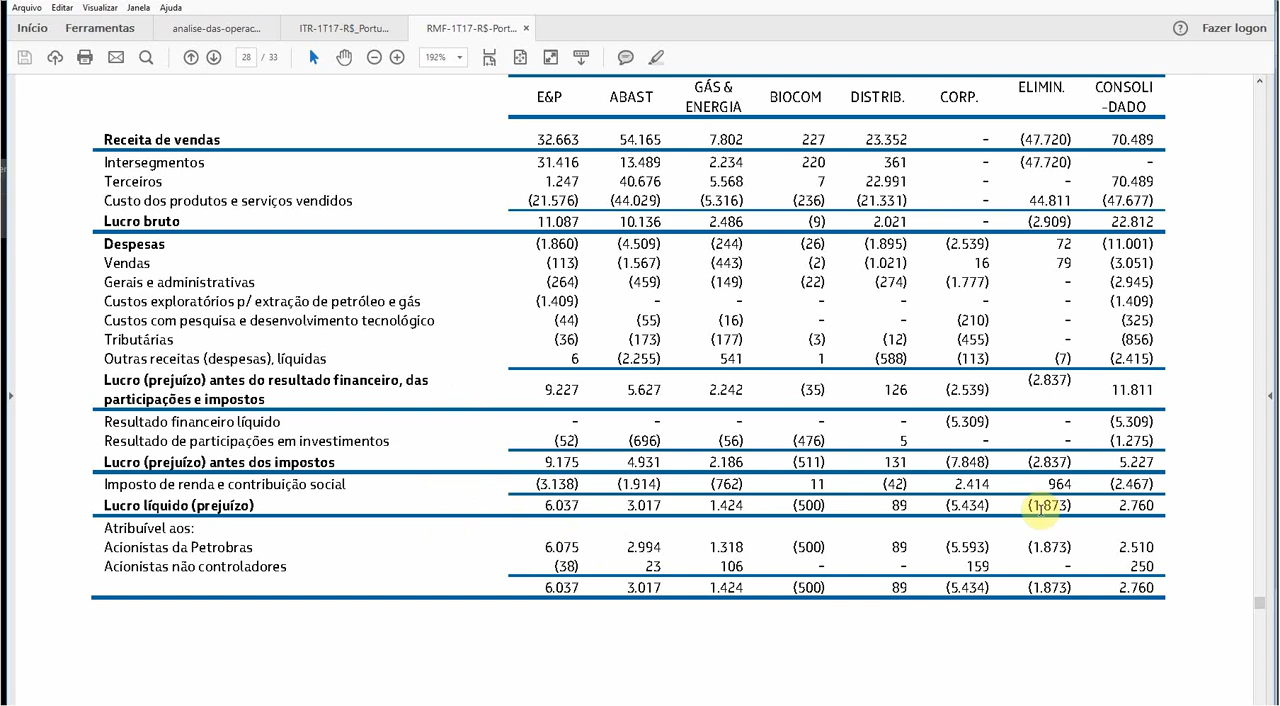 Arquivo Editar Visualizar Janela Ajuda
Início Ferramentas analise-das-operac... ITR-1T17-R$_Portu... RMF-1T17-R$-Port... × ? Fazer logon
28 / 33 192%
E&P ABAST GÁS & ENERGIA BIOCOM DISTRIB. CORP. ELIMIN. CONSOLI -DADO
Receita de vendas 32.663 54.165 7.802 227 23.352 - (47.720) 70.489
Intersegmentos 31.416 13.489 2.234 220 361 (47.720) -
Terceiros 1.247 40.676 5.568 7 22.991 - - 70.489
Custo dos produtos e serviços vendidos (21.576) (44.029) (5.316) (236) (21.331) - 44.811 (47.677)
Lucro bruto 11.087 10.136 2.486 (9) 2.021 - (2.909) 22.812
Despesas (1.860) (4.509) (244) (26) (1.895) (2.539) 72 (11.001)
Vendas (113) (1.567) (443) (2) (1.021) 16 79 (3.051)
Gerais e administrativas (264) (459) (149) (22) (274) (1.777) - (2.945)
Custos exploratórios p/ extração de petróleo e gás (1.409) - - - - - - (1.409)
Custos com pesquisa e desenvolvimento tecnológico (44) (55) (16) - - (210) - (325)
Tributárias (36) (173) (177) (3) (12) (455) - (856)
Outras receitas (despesas), líquidas 6 (2.255) 541 1 (588) (113) (7) (2.415)
Lucro (prejuízo) antes do resultado financeiro, das
participações e impostos 9.227 5.627 2.242 (35) 126 (2.539) (2.837) 11.811
Resultado financeiro líquido - - - - - (5.309) - (5.309)
Resultado de participações em investimentos (52) (696) (56) (476) 5 - - (1.275)
Lucro (prejuízo) antes dos impostos 9.175 4.931 2.186 (511) 131 (7.848) (2.837) 5.227
Imposto de renda e contribuição social (3.138) (1.914) (762) 11 (42) 2.414 964 (2.467)
Lucro líquido (prejuízo) 6.037 3.017 1.424 (500) 89 (5.434) (1.873) 2.760
Atribuível aos:
Acionistas da Petrobras 6.075 2.994 1.318 (500) 89 (5.593) (1.873) 2.510
Acionistas não controladores (38) 23 106 - - 159 - 250
6.037 3.017 1.424 (500) 89 (5.434) (1.873) 2.760